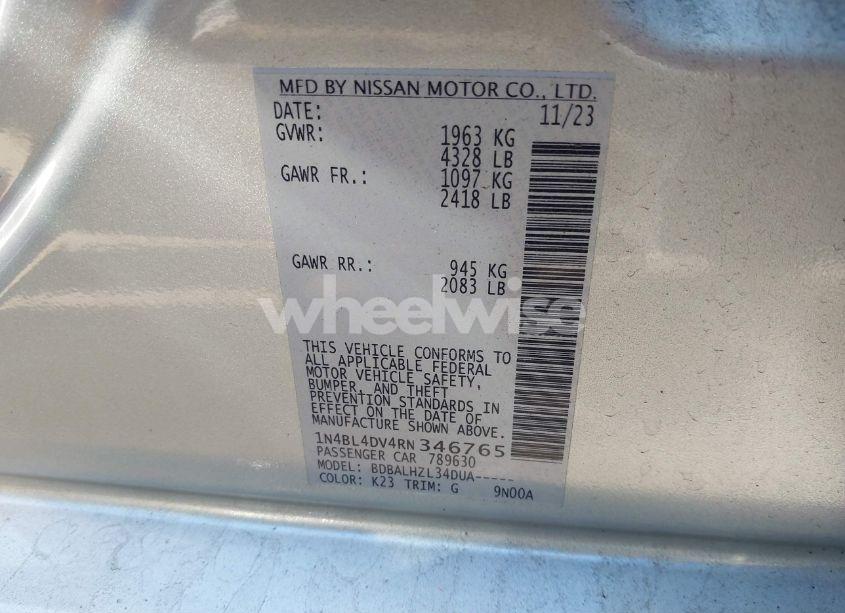 MFD BY NISSAN MOTOR CO., LTD.
DATE: 11/23
GVWR: 1963 KG
4328 LB
GAWR FR.: 1097 KG
2418 LB
GAWR RR.: 945 KG
2083 LB
wheelwise
THIS VEHICLE CONFORMS TO
ALL APPLICABLE FEDERAL
MOTOR VEHICLE SAFETY,
BUMPER, AND THEFT
PREVENTION STANDARDS IN
EFFECT ON THE DATE OF
MANUFACTURE SHOWN ABOVE.
1N4BL4DV4RN346765
PASSENGER CAR 789630
MODEL: BDBALHZL34DUA------
COLOR: K23 TRIM: G 9N00A